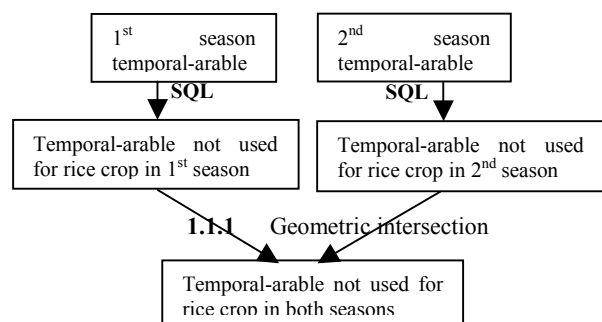 1st season
temporal-arable
2nd season
temporal-arable
SQL
SQL
Temporal-arable not used
for rice crop in 1st season
Temporal-arable not used
for rice crop in 2nd season
1.1.1 Geometric intersection
Temporal-arable not used for
rice crop in both seasons